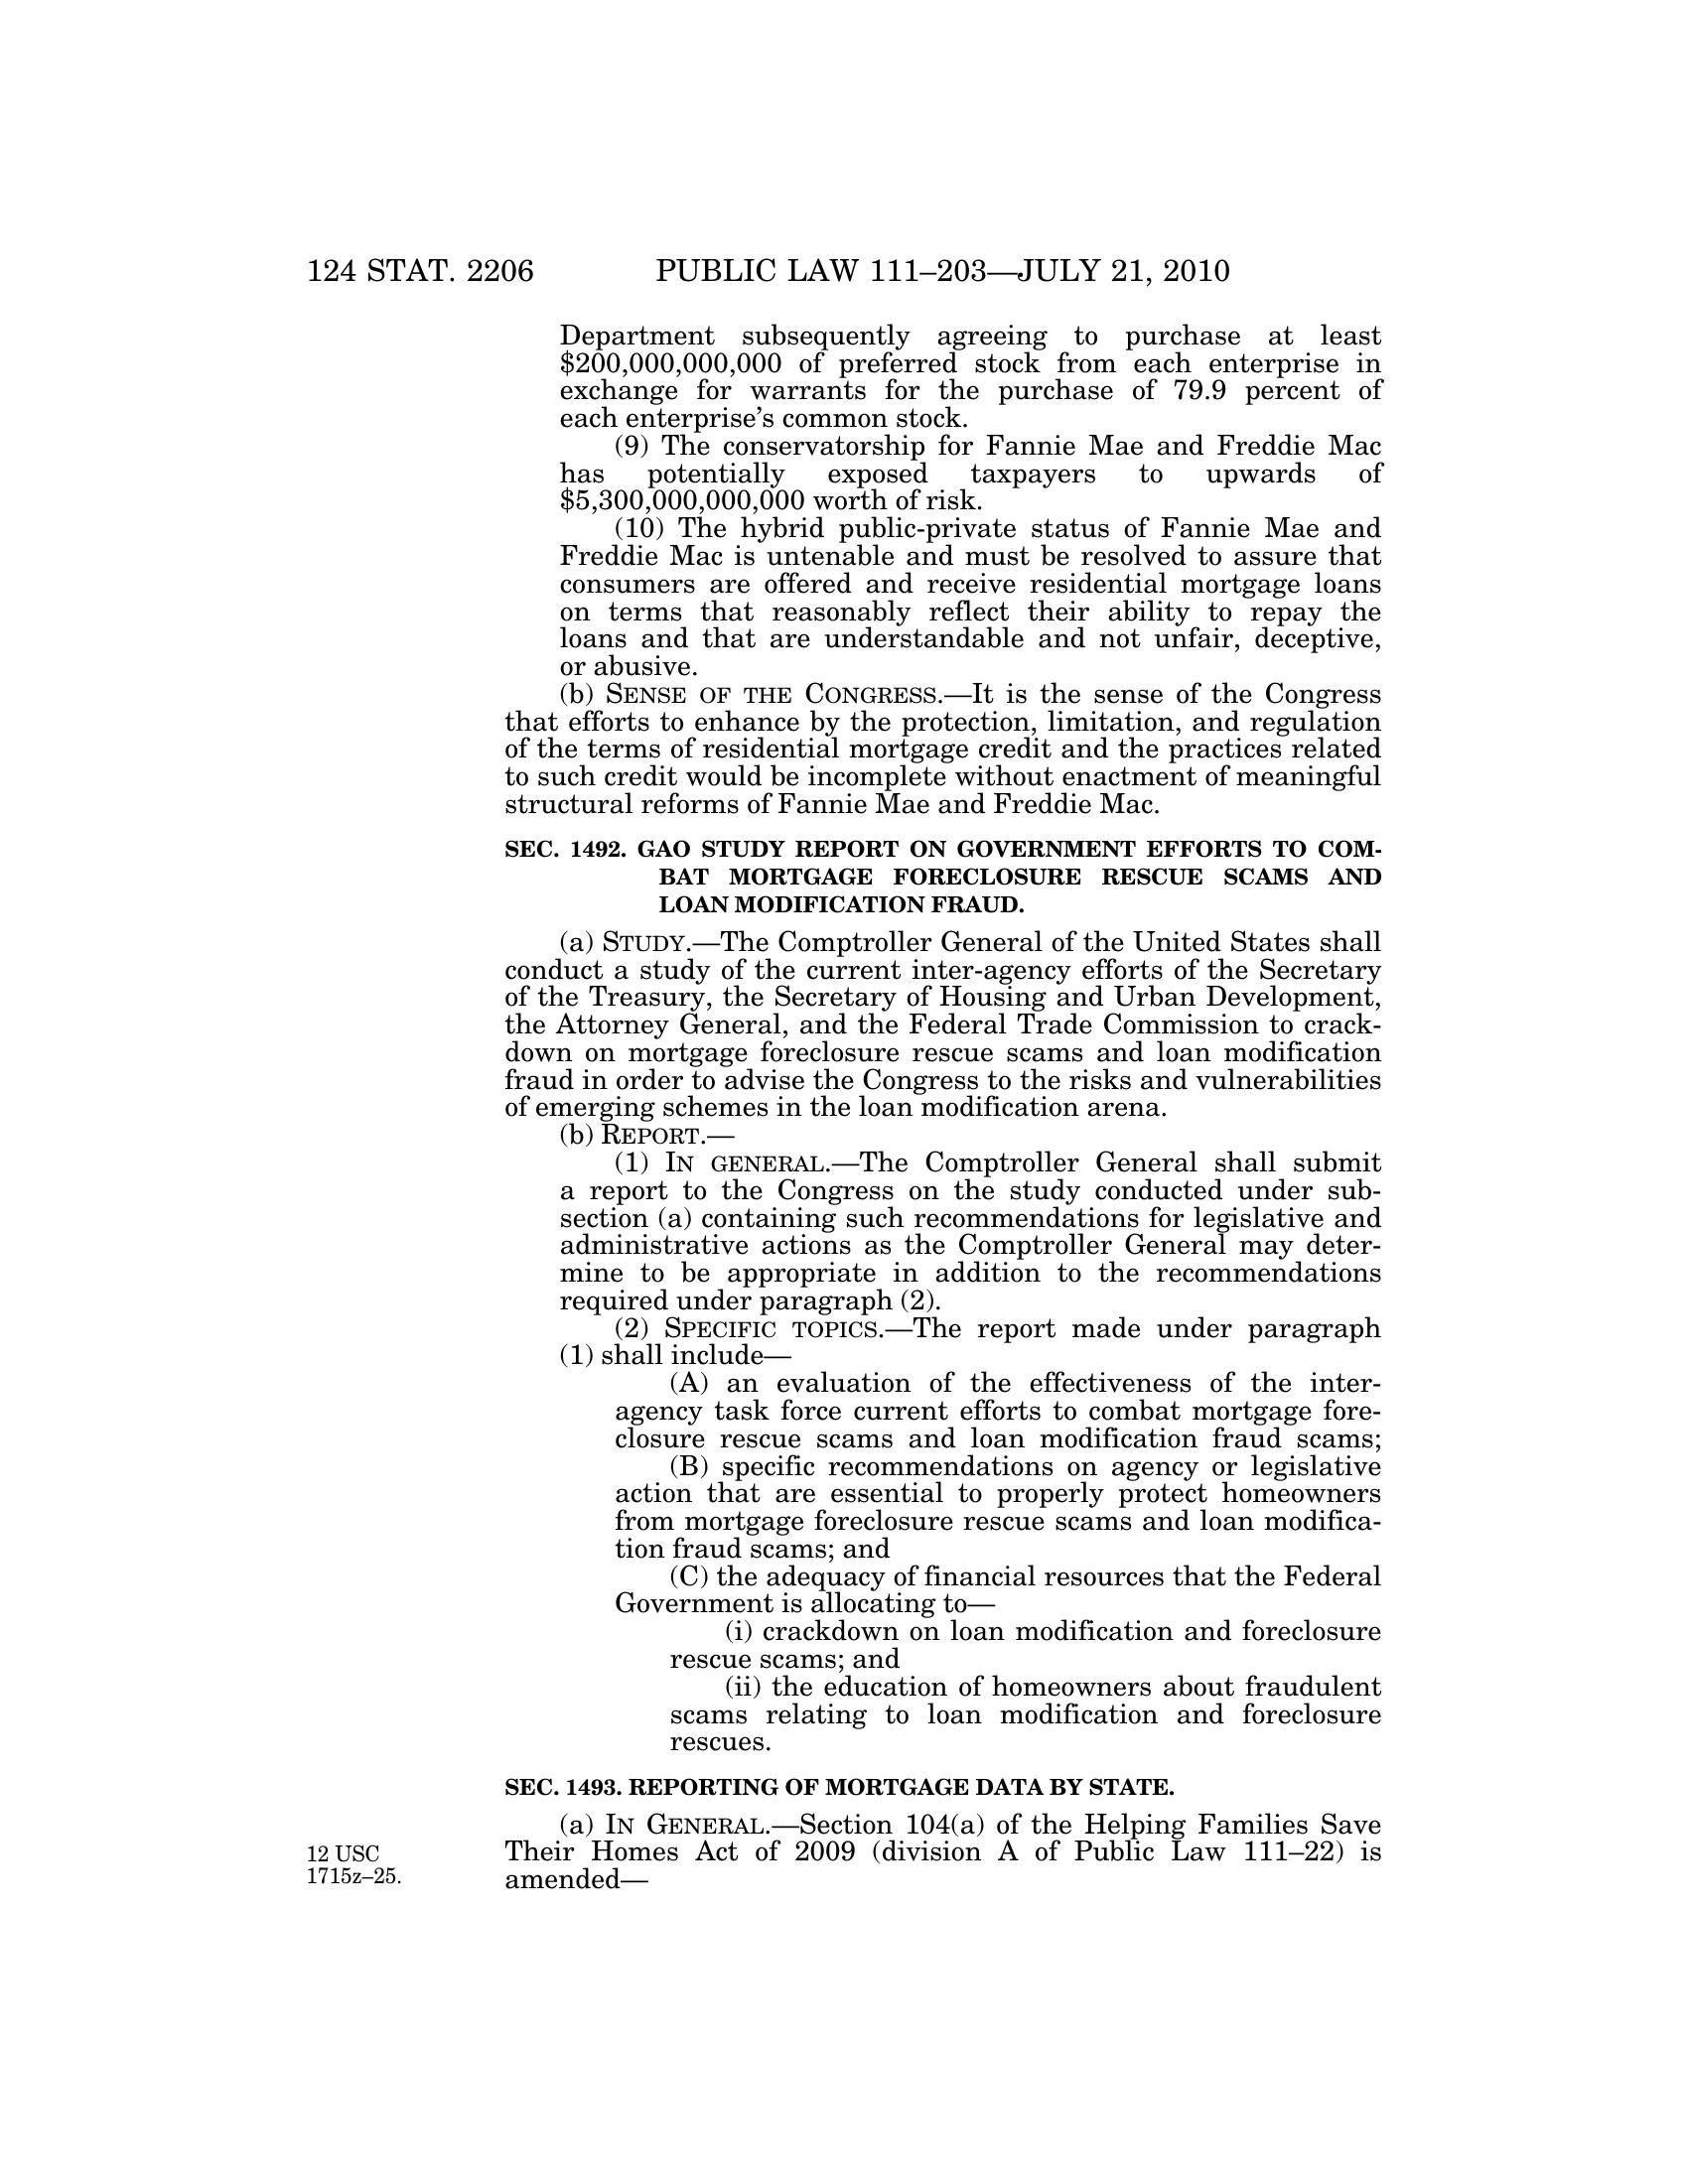 124 STAT. 2206 PUBLIC LAW 111–203—JULY 21, 2010
Department subsequently agreeing to purchase at least
$200,000,000,000 of preferred stock from each enterprise in
exchange for warrants for the purchase of 79.9 percent of
each enterprise's common stock.
(9) The conservatorship for Fannie Mae and Freddie Mac
has potentially exposed taxpayers to upwards of
$5,300,000,000,000 worth of risk.
(10) The hybrid public-private status of Fannie Mae and
Freddie Mac is untenable and must be resolved to assure that
consumers are offered and receive residential mortgage loans
on terms that reasonably reflect their ability to repay the
loans and that are understandable and not unfair, deceptive,
or abusive.
(b) SENSE OF THE CONGRESS.—It is the sense of the Congress
that efforts to enhance by the protection, limitation, and regulation
of the terms of residential mortgage credit and the practices related
to such credit would be incomplete without enactment of meaningful
structural reforms of Fannie Mae and Freddie Mac.
SEC. 1492. GAO STUDY REPORT ON GOVERNMENT EFFORTS TO COM-
BAT MORTGAGE FORECLOSURE RESCUE SCAMS AND
LOAN MODIFICATION FRAUD.
(a) STUDY.—The Comptroller General of the United States shall
conduct a study of the current inter-agency efforts of the Secretary
of the Treasury, the Secretary of Housing and Urban Development,
the Attorney General, and the Federal Trade Commission to crack-
down on mortgage foreclosure rescue scams and loan modification
fraud in order to advise the Congress to the risks and vulnerabilities
of emerging schemes in the loan modification arena.
(b) REPORT.—
(1) IN GENERAL.—The Comptroller General shall submit
a report to the Congress on the study conducted under sub-
section (a) containing such recommendations for legislative and
administrative actions as the Comptroller General may deter-
mine to be appropriate in addition to the recommendations
required under paragraph (2).
(2) SPECIFIC TOPICS.—The report made under paragraph
(1) shall include—
(A) an evaluation of the effectiveness of the inter-
agency task force current efforts to combat mortgage fore-
closure rescue scams and loan modification fraud scams;
(B) specific recommendations on agency or legislative
action that are essential to properly protect homeowners
from mortgage foreclosure rescue scams and loan modifica-
tion fraud scams; and
(C) the adequacy of financial resources that the Federal
Government is allocating to—
(i) crackdown on loan modification and foreclosure
rescue scams; and
(ii) the education of homeowners about fraudulent
scams relating to loan modification and foreclosure
rescues.
SEC. 1493. REPORTING OF MORTGAGE DATA BY STATE.
(a) IN GENERAL.—Section 104(a) of the Helping Families Save
Their Homes Act of 2009 (division A of Public Law 111–22) is
amended—
12 USC
1715z–25.